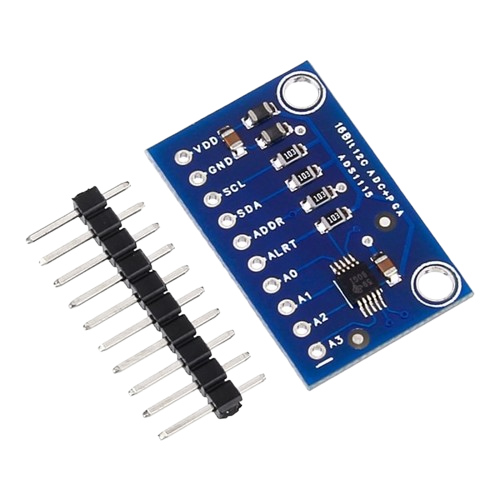 VDD
GND
SCL
SDA
ADDR
ALRT
A0
A1
A2
A3
16Bit I2C ADC+PGA
ADS1115
103
103
103
103